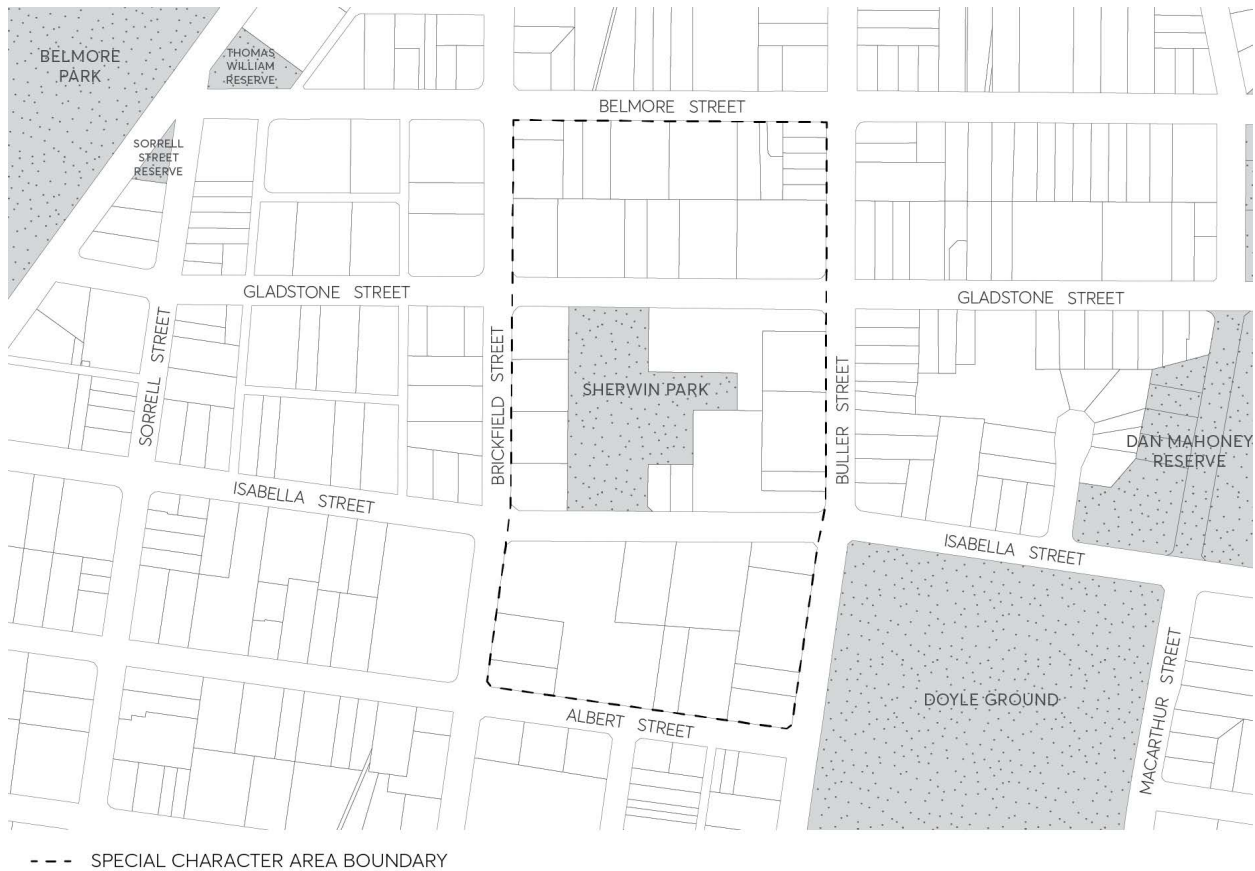 BELMORE
PARK
THOMAS
WILLIAM
RESERVE
BELMORE STREET
SORRELL
STREET
RESERVE
GLADSTONE STREET
GLADSTONE STREET
SORRELL STREET
BRICKFIELD STREET
SHERWIN PARK
BULLER STREET
DAN MAHONEY
RESERVE
ISABELLA STREET
ISABELLA STREET
MACARTHUR STREET
DOYLE GROUND
ALBERT STREET
SPECIAL CHARACTER AREA BOUNDARY